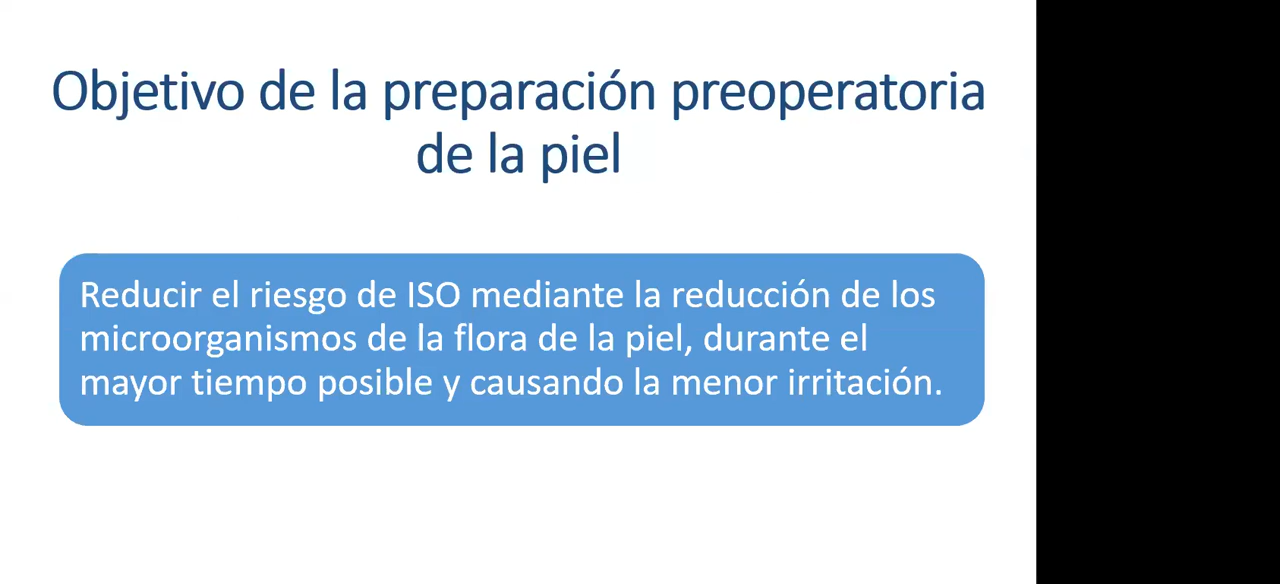 Objetivo de la preparación preoperatoria
de la piel
Reducir el riesgo de ISO mediante la reducción de los
microorganismos de la flora de la piel, durante el
mayor tiempo posible y causando la menor irritación.